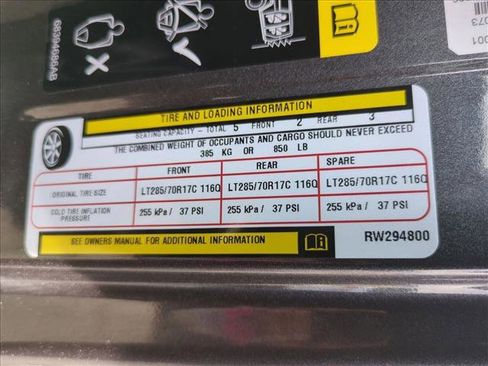 68394686AB
TIRE AND LOADING INFORMATION
SEATING CAPACITY - TOTAL 5 FRONT 2 REAR 3
THE COMBINED WEIGHT OF OCCUPANTS AND CARGO SHOULD NEVER EXCEED
385 KG OR 850 LB
TIRE FRONT REAR SPARE
ORIGINAL TIRE SIZE LT285/70R17C 116Q LT285/70R17C 116Q LT285/70R17C 116Q
COLD TIRE INFLATION PRESSURE 255 kPa / 37 PSI 255 kPa / 37 PSI 255 kPa / 37 PSI
SEE OWNERS MANUAL FOR ADDITIONAL INFORMATION RW294800